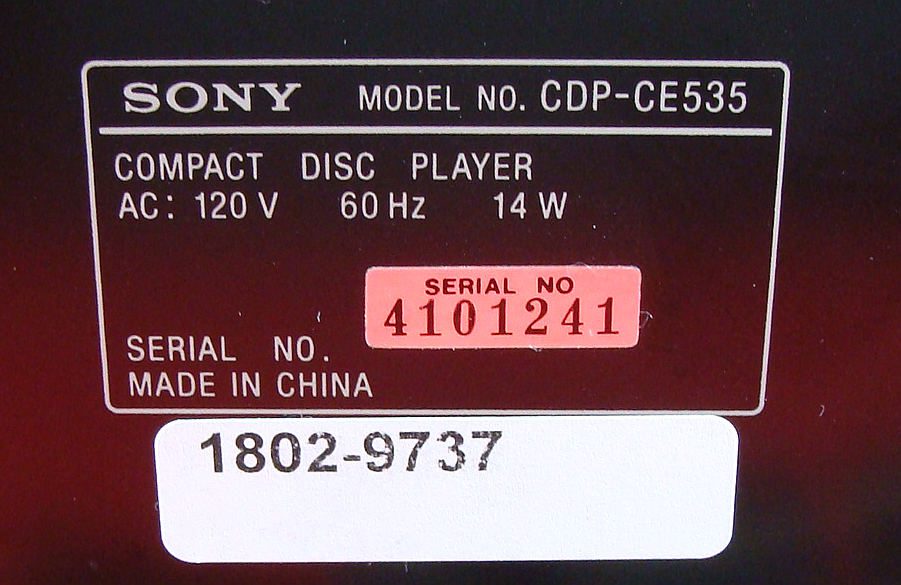 SONY MODEL NO. CDP-CE535
COMPACT DISC PLAYER
AC: 120 V 60 Hz 14 W
SERIAL NO
4101241
SERIAL NO.
MADE IN CHINA
1802-9737